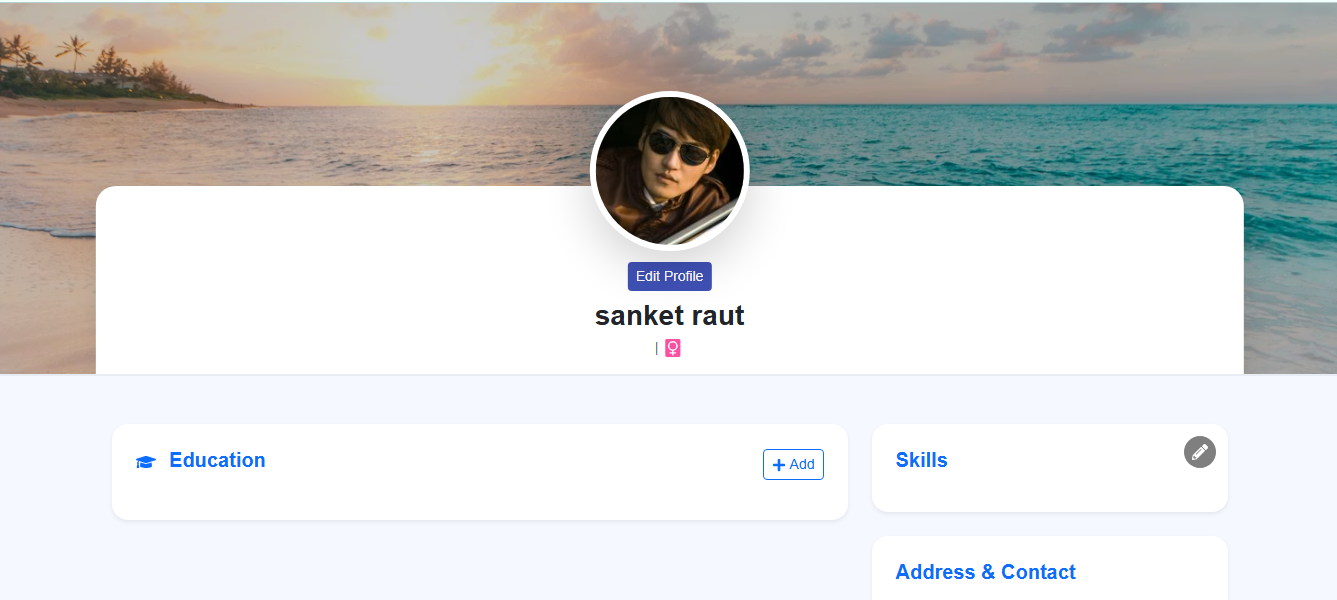 Edit Profile
sanket raut
|
Education
Add
Skills
Address & Contact